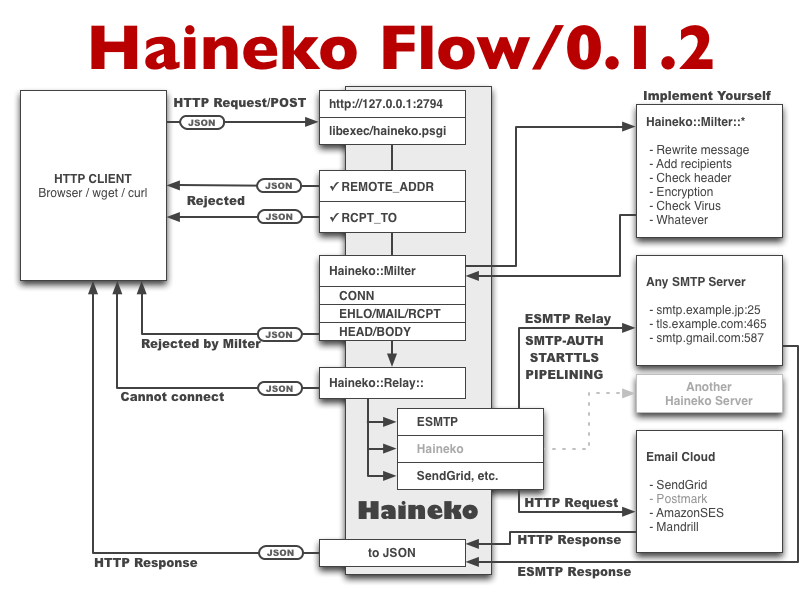 Haineko Flow/0.1.2
HTTP CLIENT
Browser / wget / curl
HTTP Request/POST
JSON
http://127.0.0.1:2794
libexec/haineko.psgi
JSON
✓ REMOTE_ADDR
Rejected
JSON
✓ RCPT_TO
Haineko::Milter
CONN
EHLO/MAIL/RCPT
HEAD/BODY
JSON
Rejected by Milter
Haineko::Relay::
JSON
Cannot connect
ESMTP
Haineko
SendGrid, etc.
Haineko
to JSON
JSON
HTTP Response
Implement Yourself
Haineko::Milter::*
- Rewrite message
- Add recipients
- Check header
- Encryption
- Check Virus
- Whatever
Any SMTP Server
- smtp.example.jp:25
- tls.example.com:465
- smtp.gmail.com:587
ESMTP Relay
SMTP-AUTH
STARTTLS
PIPELINING
Another
Haineko Server
Email Cloud
- SendGrid
- Postmark
- AmazonSES
- Mandrill
HTTP Request
HTTP Response
ESMTP Response